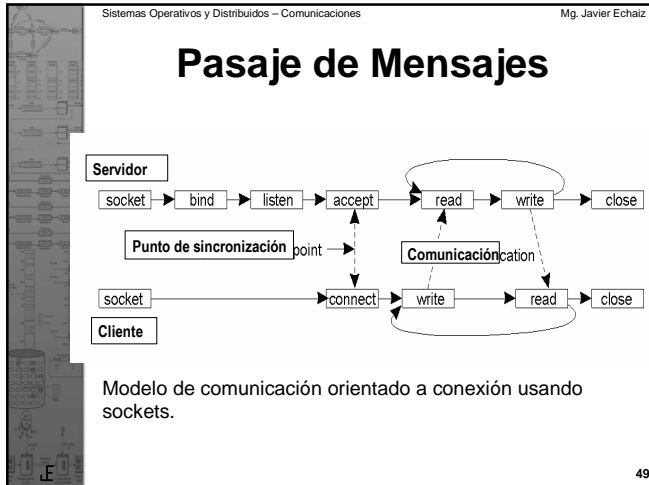 Sistemas Operativos y Distribuidos – Comunicaciones Mg. Javier Echaiz
Pasaje de Mensajes
Servidor
socket bind listen accept read write close
Punto de sincronización point Comunicación cation
socket connect write read close
Cliente
Modelo de comunicación orientado a conexión usando
sockets.
JE 49